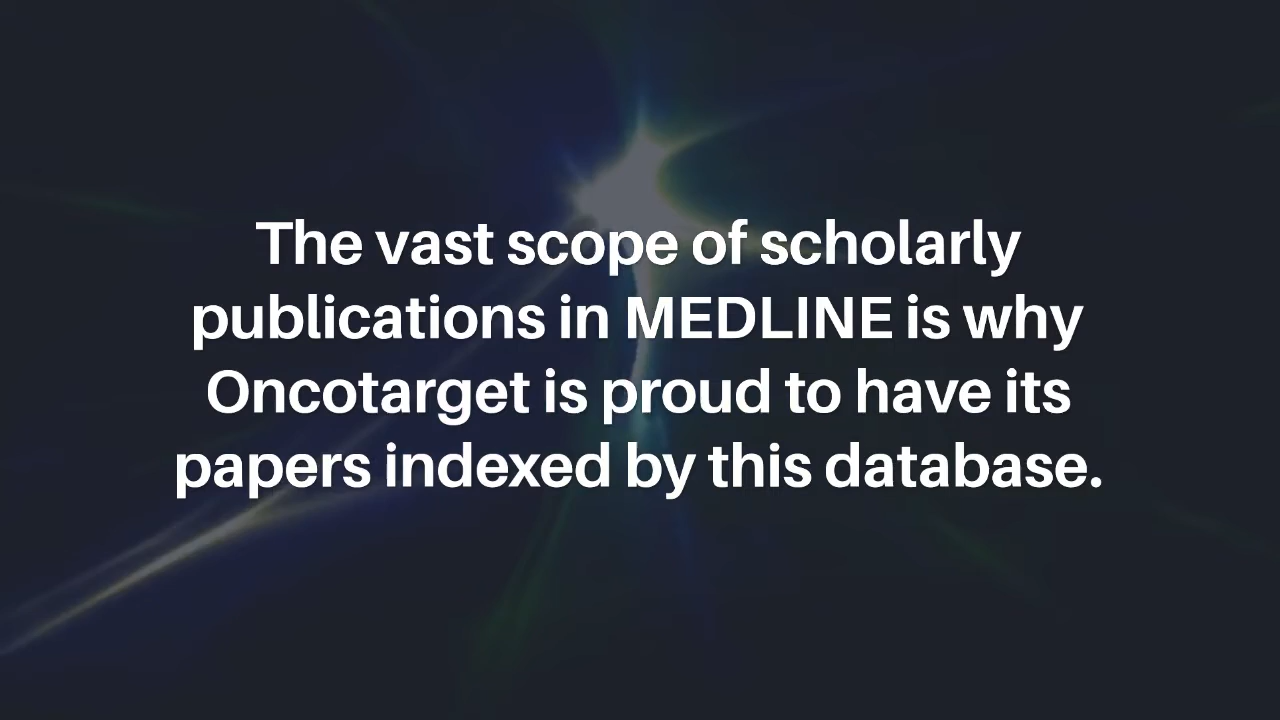 The vast scope of scholarly
publications in MEDLINE is why
Oncotarget is proud to have its
papers indexed by this database.